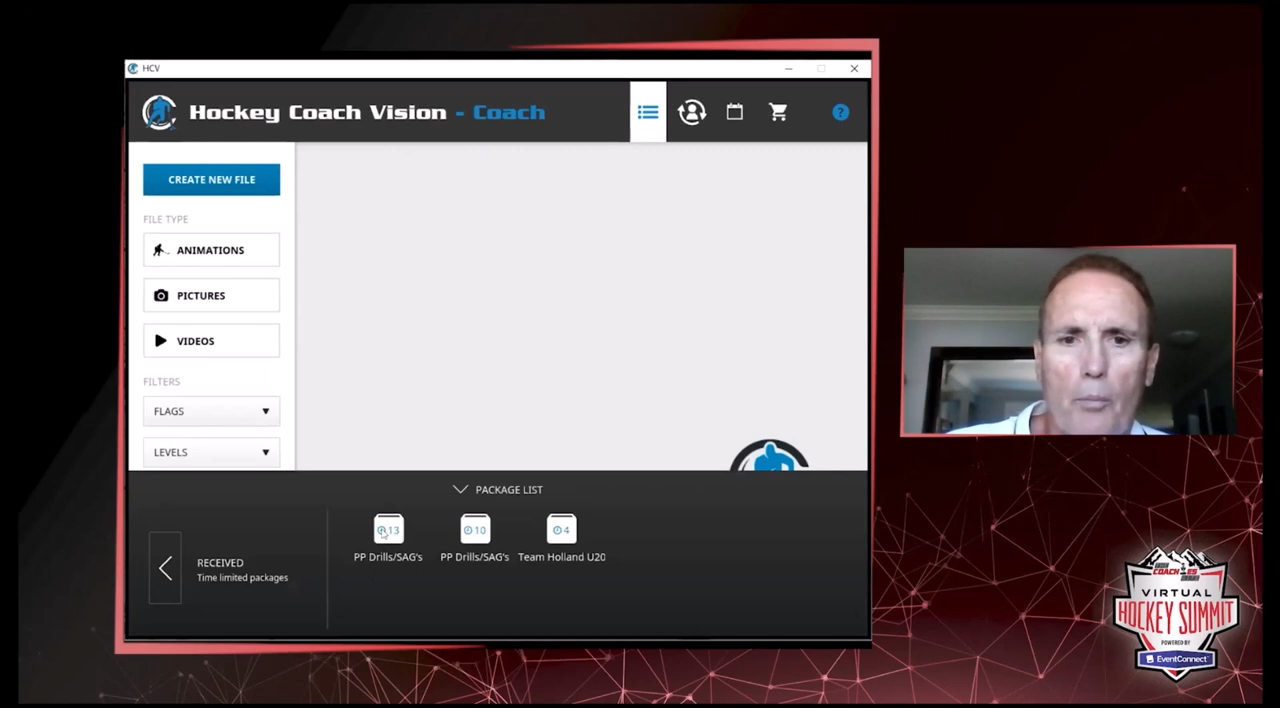 HCV
Hockey Coach Vision - Coach
?
CREATE NEW FILE
FILE TYPE
ANIMATIONS
PICTURES
VIDEOS
FILTERS
FLAGS
LEVELS
PACKAGE LIST
13
10
4
PP Drills/SAG's
PP Drills/SAG's
Team Holland U20
RECEIVED
Time limited packages
VIRTUAL
HOCKEY SUMMIT
POWERED BY
EventConnect